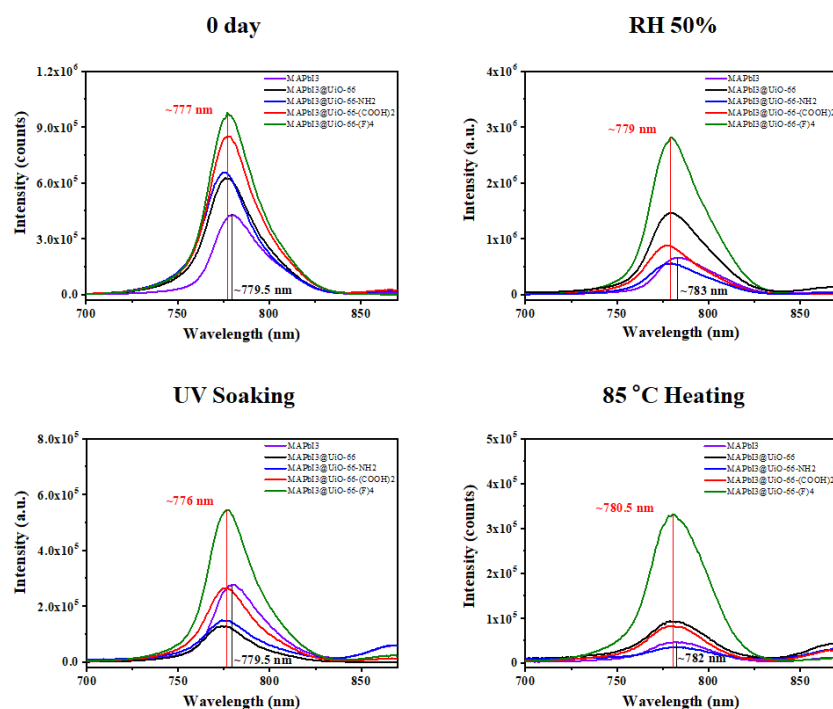 0 day
1.2x10⁶
9.0x10⁵
6.0x10⁵
3.0x10⁵
0.0
Intensity (counts)
~777 nm
MAPbI3
MAPbI3@UiO-66
MAPbI3@UiO-66-NH2
MAPbI3@UiO-66-(COOH)2
MAPbI3@UiO-66-(F)4
~779.5 nm
700 750 800 850
Wavelength (nm)
RH 50%
4x10⁶
3x10⁶
2x10⁶
1x10⁶
0
Intensity (a.u.)
~779 nm
MAPbI3
MAPbI3@UiO-66
MAPbI3@UiO-66-NH2
MAPbI3@UiO-66-(COOH)2
MAPbI3@UiO-66-(F)4
~783 nm
700 750 800 850
Wavelength (nm)
UV Soaking
8.0x10⁵
6.0x10⁵
4.0x10⁵
2.0x10⁵
0.0
Intensity (a.u.)
~776 nm
MAPbI3
MAPbI3@UiO-66
MAPbI3@UiO-66-NH2
MAPbI3@UiO-66-(COOH)2
MAPbI3@UiO-66-(F)4
~779.5 nm
700 750 800 850
Wavelength (nm)
85 °C Heating
5x10⁵
4x10⁵
3x10⁵
2x10⁵
1x10⁵
0
Intensity (counts)
~780.5 nm
MAPbI3
MAPbI3@UiO-66
MAPbI3@UiO-66-NH2
MAPbI3@UiO-66-(COOH)2
MAPbI3@UiO-66-(F)4
~782 nm
700 750 800 850
Wavelength (nm)